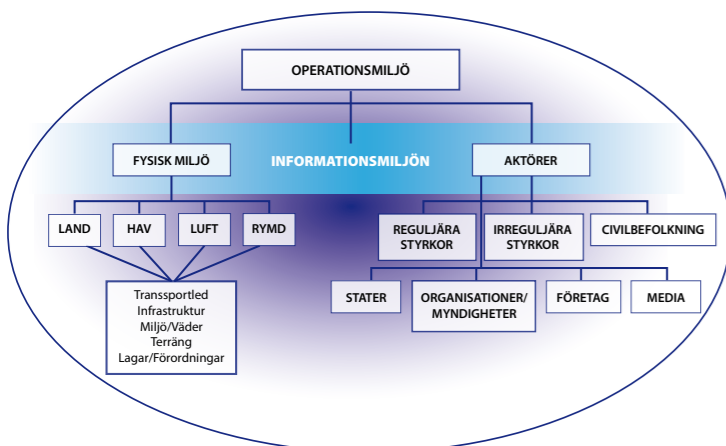 OPERATIONSMILJÖ
FYSISK MILJÖ
INFORMATIONSMILJÖN
AKTÖRER
LAND
HAV
LUFT
RYMD
REGULJÄRA
STYRKOR
IRREGULJÄRA
STYRKOR
CIVILBEFOLKNING
Transsportled
Infrastruktur
Miljö/Väder
Terräng
Lagar/Förordningar
STATER
ORGANISATIONER/
MYNDIGHETER
FÖRETAG
MEDIA